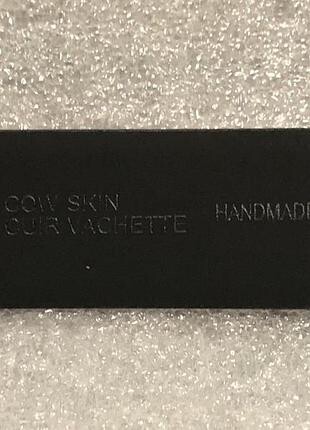 COW SKIN
CUIR VACHETTE
HANDMADE